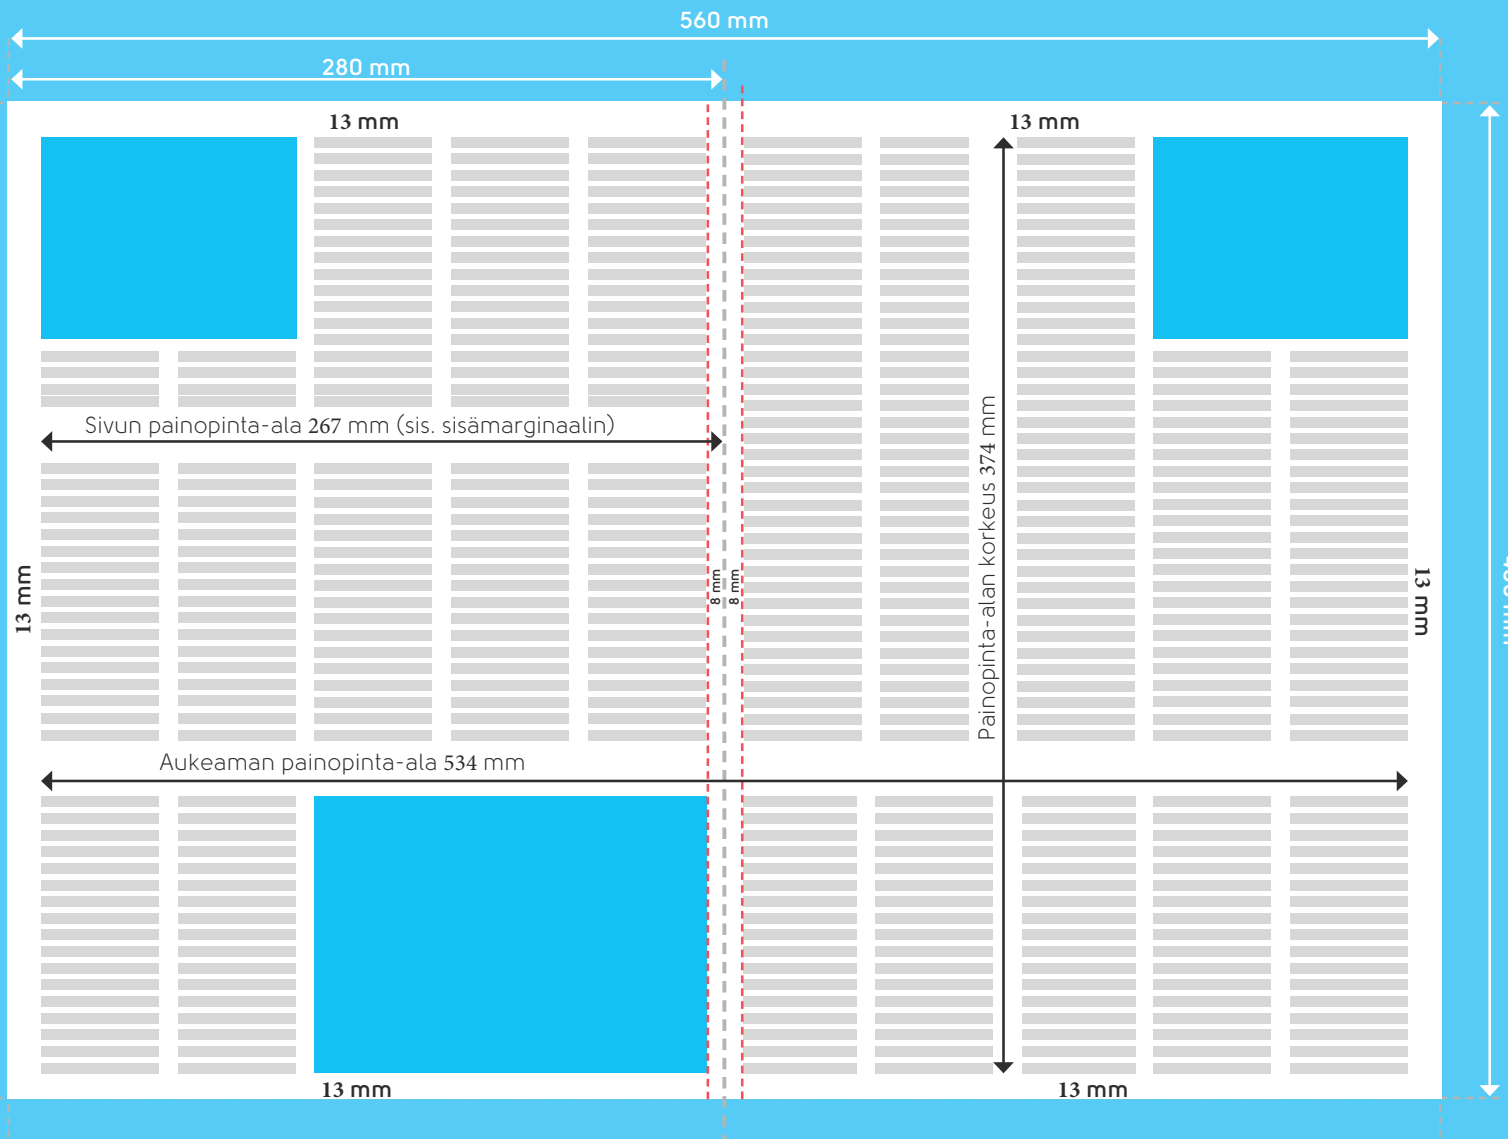 560 mm
280 mm
13 mm
13 mm
Sivun painopinta-ala 267 mm (sis. sisämarginaalin)
Painopinta-alan korkeus 374 mm
13 mm
8 mm
8 mm
13 mm
Aukeaman painopinta-ala 534 mm
13 mm
13 mm